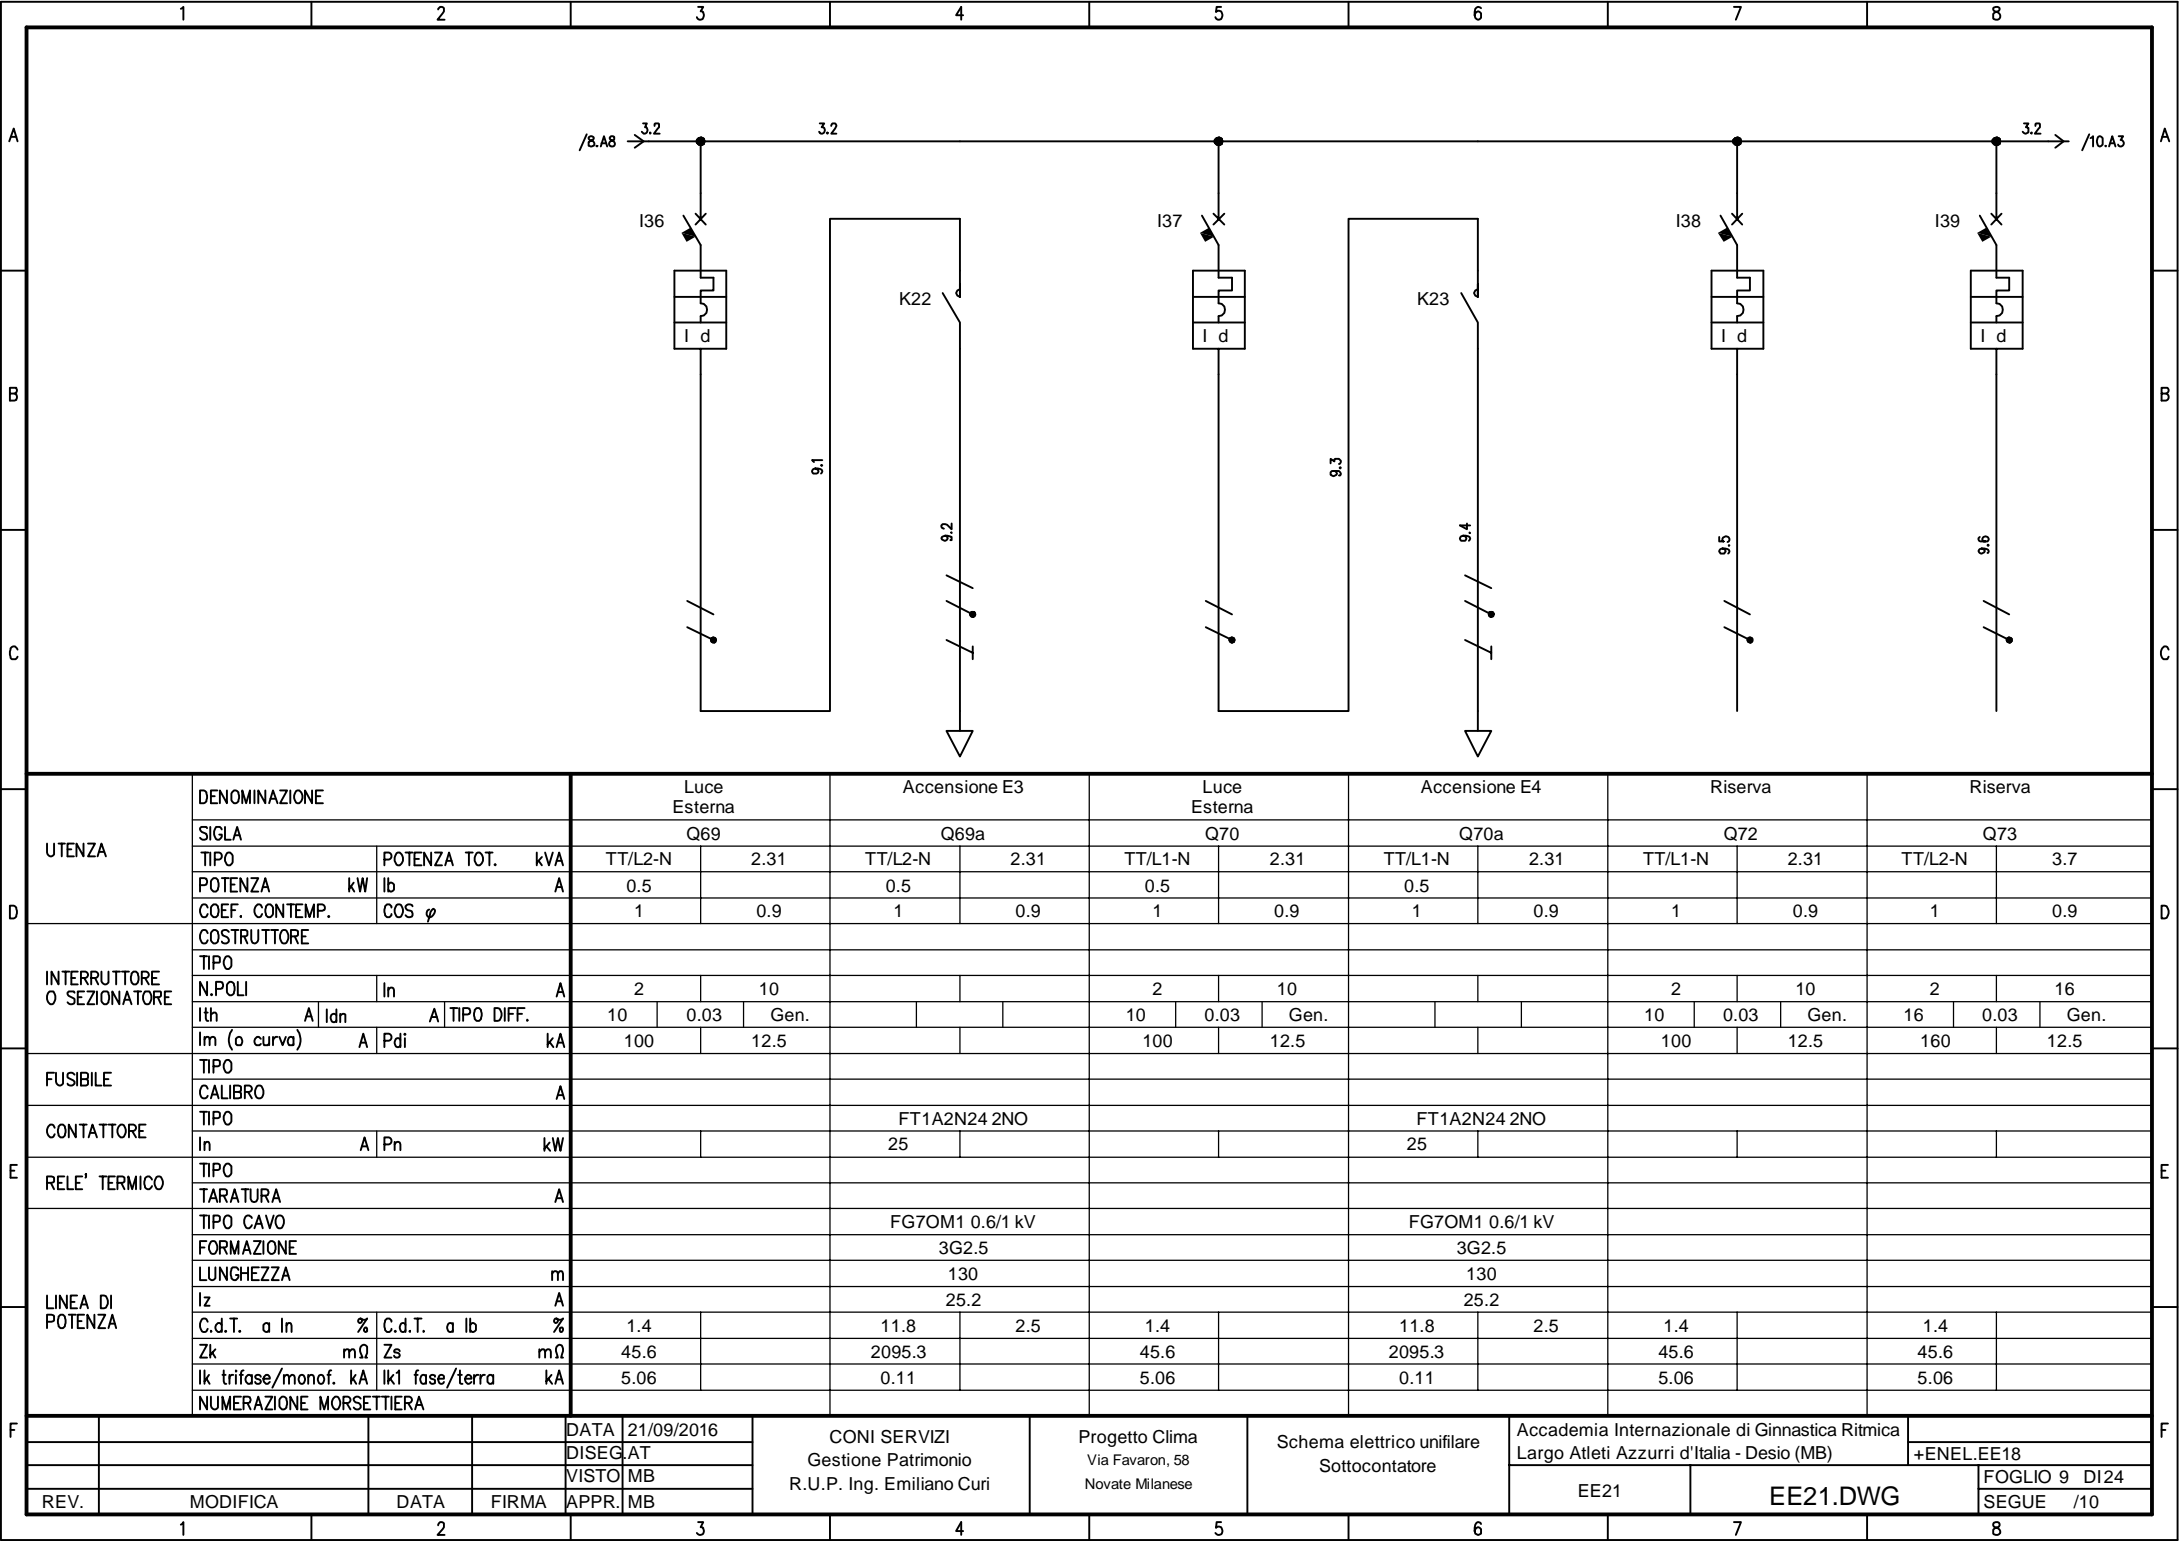 1 2 3 4 5 6 7 8
A A
/8.A8 3.2 3.2 3.2 /10.A3
I36 I37 I38 I39
K22 K23
I d I d I d I d
B B
9.1 9.3
9.2 9.4 9.5 9.6
C C
UTENZA
DENOMINAZIONE Luce Esterna Accensione E3 Luce Esterna Accensione E4 Riserva Riserva
SIGLA Q69 Q69a Q70 Q70a Q72 Q73
TIPO POTENZA TOT. kVA TT/L2-N 2.31 TT/L2-N 2.31 TT/L1-N 2.31 TT/L1-N 2.31 TT/L1-N 2.31 TT/L2-N 3.7
POTENZA kW Ib A 0.5 0.5 0.5 0.5
D COEF. CONTEMP. COS φ 1 0.9 1 0.9 1 0.9 1 0.9 1 0.9 1 0.9 D
INTERRUTTORE
O SEZIONATORE
COSTRUTTORE
TIPO
N.POLI In A 2 10 2 10 2 10 2 16
Ith A Idn A TIPO DIFF. 10 0.03 Gen. 10 0.03 Gen. 10 0.03 Gen. 16 0.03 Gen.
Im (o curva) A Pdi kA 100 12.5 100 12.5 100 12.5 160 12.5
FUSIBILE
TIPO
CALIBRO A
CONTATTORE
TIPO FT1A2N24 2NO FT1A2N24 2NO
In A Pn kW 25 25
E E
RELE' TERMICO
TIPO
TARATURA A
LINEA DI
POTENZA
TIPO CAVO FG7OM1 0.6/1 kV FG7OM1 0.6/1 kV
FORMAZIONE 3G2.5 3G2.5
LUNGHEZZA m 130 130
Iz A 25.2 25.2
C.d.T. a In % C.d.T. a Ib % 1.4 11.8 2.5 1.4 11.8 2.5 1.4 1.4
Zk mΩ Zs mΩ 45.6 2095.3 45.6 2095.3 45.6 45.6
Ik trifase/monof. kA Ik1 fase/terra kA 5.06 0.11 5.06 0.11 5.06 5.06
NUMERAZIONE MORSETTIERA
F F
REV. MODIFICA DATA FIRMA
DATA 21/09/2016
DISEG.AT
VISTO MB
APPR. MB
CONI SERVIZI
Gestione Patrimonio
R.U.P. Ing. Emiliano Curi
Progetto Clima
Via Favaron, 58
Novate Milanese
Schema elettrico unifilare
Sottocontatore
Accademia Internazionale di Ginnastica Ritmica
Largo Atleti Azzurri d'Italia - Desio (MB)
+ENEL.EE18
EE21
EE21.DWG
FOGLIO 9 DI24
SEGUE /10
1 2 3 4 5 6 7 8